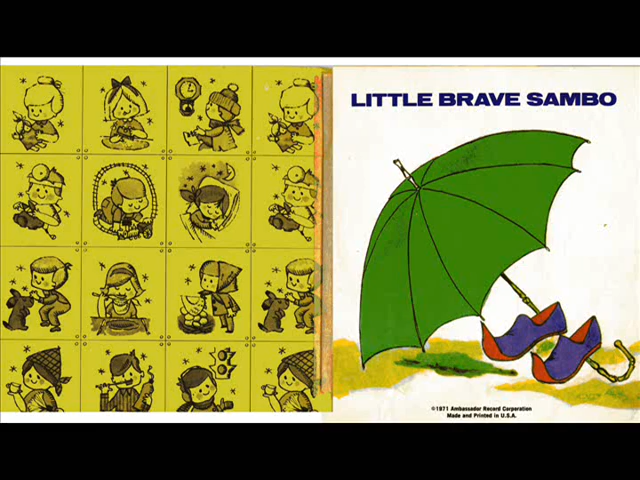 LITTLE BRAVE SAMBO
©1971 Ambassador Record Corporation
Made and Printed in U.S.A.